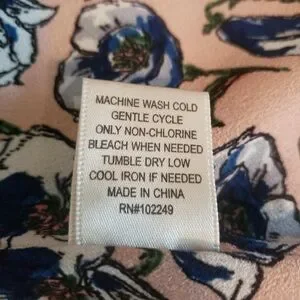 MACHINE WASH COLD
GENTLE CYCLE
ONLY NON-CHLORINE
BLEACH WHEN NEEDED
TUMBLE DRY LOW
COOL IRON IF NEEDED
MADE IN CHINA
RN#102249